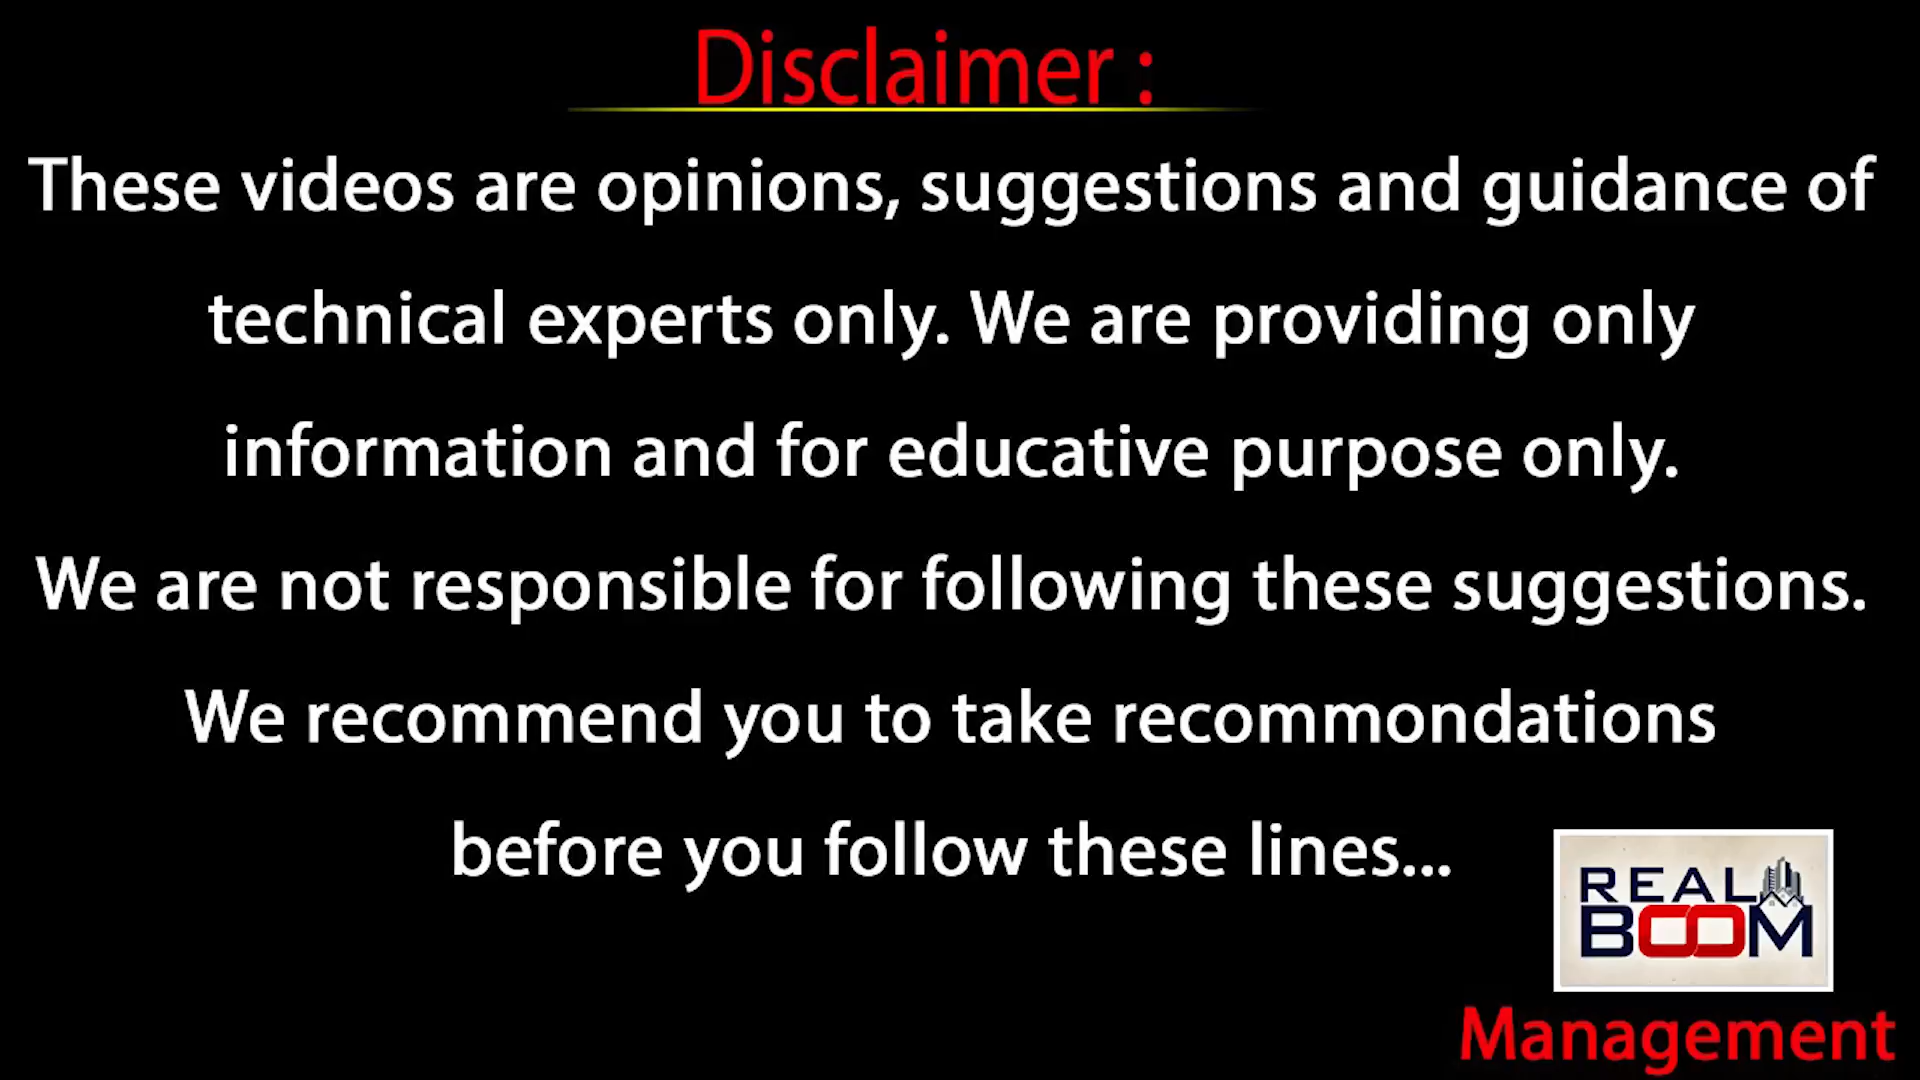 Disclaimer :
These videos are opinions, suggestions and guidance of
technical experts only. We are providing only
information and for educative purpose only.
We are not responsible for following these suggestions.
We recommend you to take recommondations
before you follow these lines...
REAL
BOOM
Management